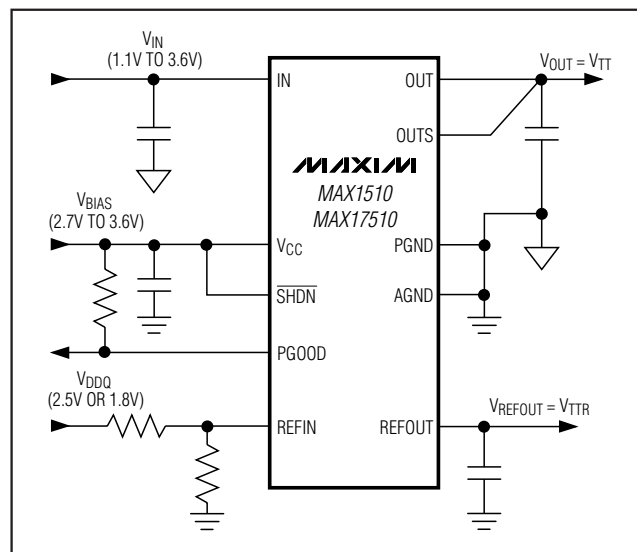 VIN
(1.1V TO 3.6V)
IN
OUT
VOUT = VTT
OUTS
MAXIM
MAX1510
MAX17510
VBIAS
(2.7V TO 3.6V)
VCC
PGND
SHDN
AGND
PGOOD
VDDQ
(2.5V OR 1.8V)
REFIN
REFOUT
VREFOUT = VTTR